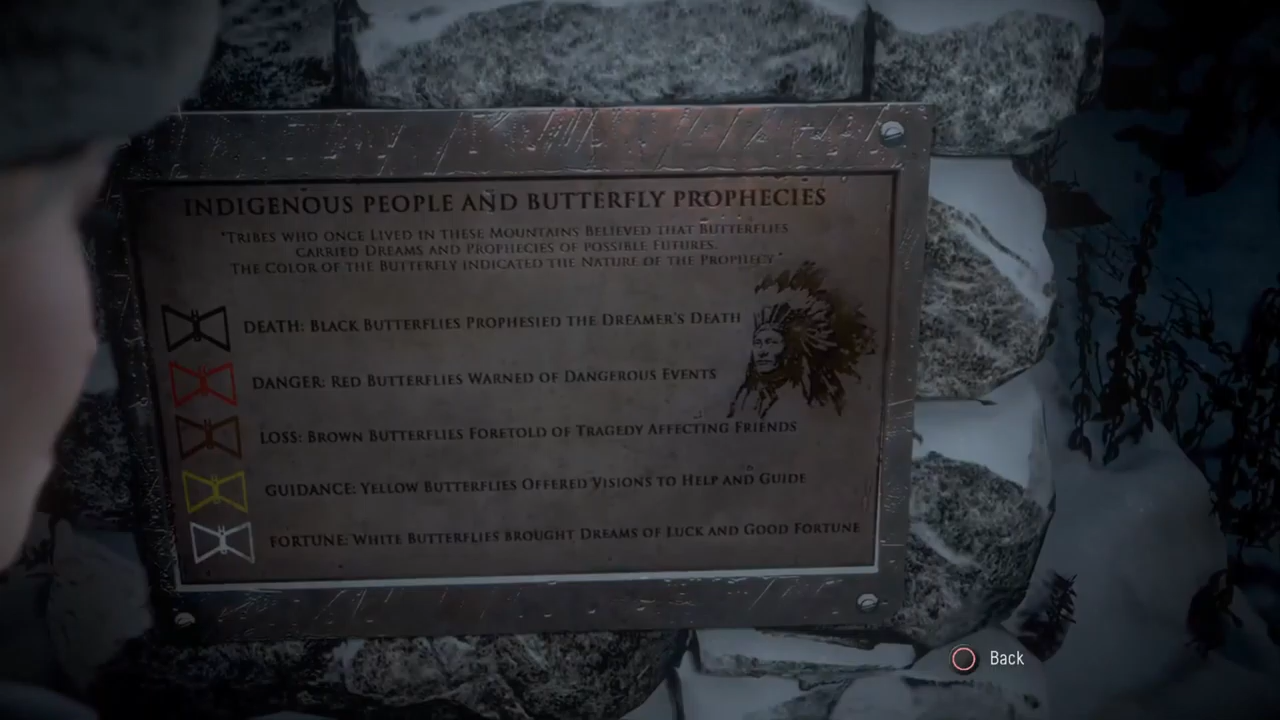 INDIGENOUS PEOPLE AND BUTTERFLY PROPHECIES
"TRIBES WHO ONCE LIVED IN THESE MOUNTAINS BELIEVED THAT BUTTERFLIES
CARRIED DREAMS AND PROPHECIES OF POSSIBLE FUTURES.
THE COLOR OF THE BUTTERFLY INDICATED THE NATURE OF THE PROPHECY."
DEATH: BLACK BUTTERFLIES PROPHESIED THE DREAMER'S DEATH
DANGER: RED BUTTERFLIES WARNED OF DANGEROUS EVENTS
LOSS: BROWN BUTTERFLIES FORETOLD OF TRAGEDY AFFECTING FRIENDS
GUIDANCE: YELLOW BUTTERFLIES OFFERED VISIONS TO HELP AND GUIDE
FORTUNE: WHITE BUTTERFLIES BROUGHT DREAMS OF LUCK AND GOOD FORTUNE
Back